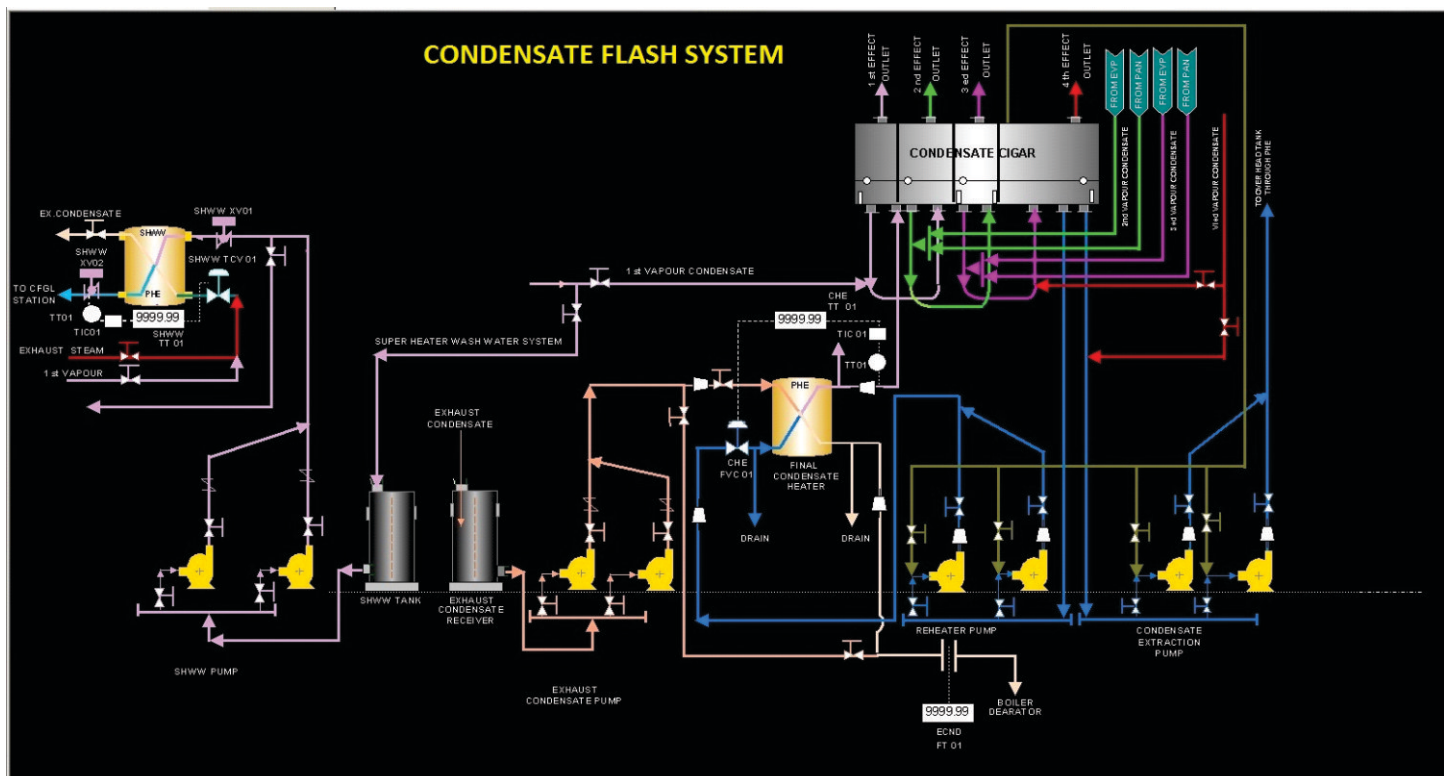 CONDENSATE FLASH SYSTEM
1 st EFFECT
OUTLET
2 nd EFFECT
OUTLET
3 ed EFFECT
OUTLET
4 th EFFECT
OUTLET
FROM EVP
FROM PAN
FROM EVP
FROM PAN
CONDENSATE CIGAR
2nd VAPOUR CONDENSATE
3 ed VAPOUR CONDENSATE
Vied VAPOUR CONDENSATE
TO OVER HEAD TANK
THROUGH PHE
EX.CONDENSATE
SHWW XV01
SHWW
SHWW
XV02
SHWW TCV 01
PHE
TO CFGL
STATION
TT01
TIC01
9999.99
SHWW
TT 01
EXHAUST STEAM
1 st VAPOUR
1 st VAPOUR CONDENSATE
SUPER HEATER WASH WATER SYSTEM
CHE
TT 01
9999.99
TIC 01
TT01
PHE
EXHAUST
CONDENSATE
CHE
FVC 01
FINAL
CONDENSATE
HEATER
DRAIN
DRAIN
SHWW TANK
EXHAUST
CONDENSATE
RECEIVER
REHEATER PUMP
CONDENSATE
EXTRACTION
PUMP
SHWW PUMP
EXHAUST
CONDENSATE PUMP
BOILER
DEARATOR
9999.99
ECND
FT 01